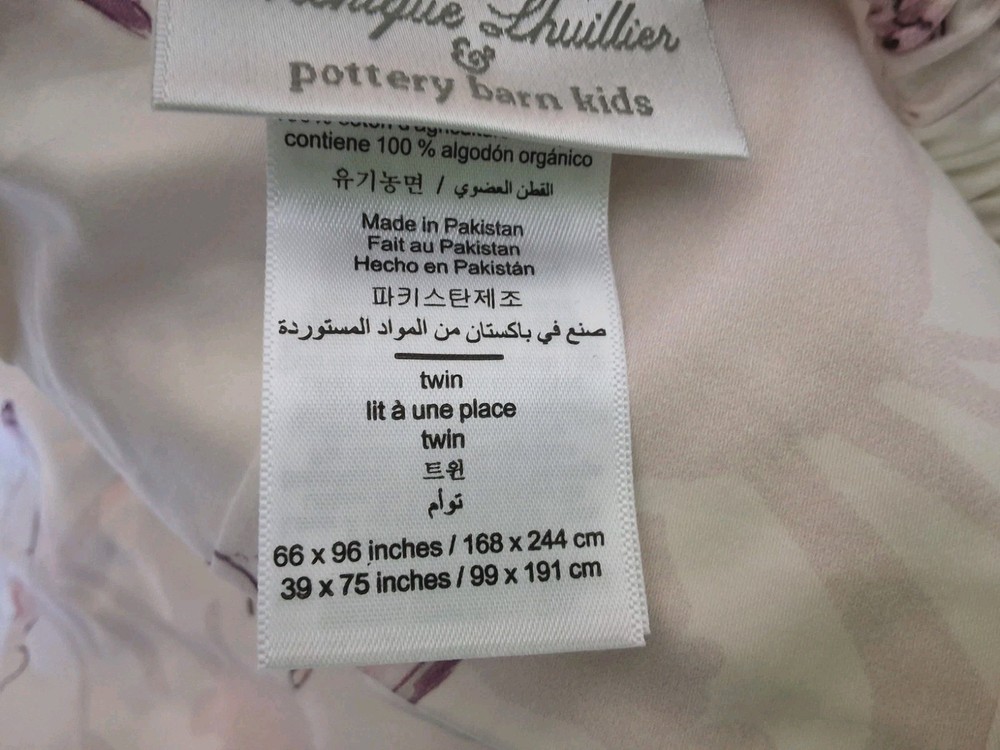 Lhuillier
&
pottery barn kids
contiene 100 % algodón orgánico
유기농면 / القطن العضوي
Made in Pakistan
Fait au Pakistan
Hecho en Pakistán
파키스탄제조
صنع في باكستان من المواد المستوردة
twin
lit à une place
twin
트윈
توأم
66 x 96 inches / 168 x 244 cm
39 x 75 inches / 99 x 191 cm